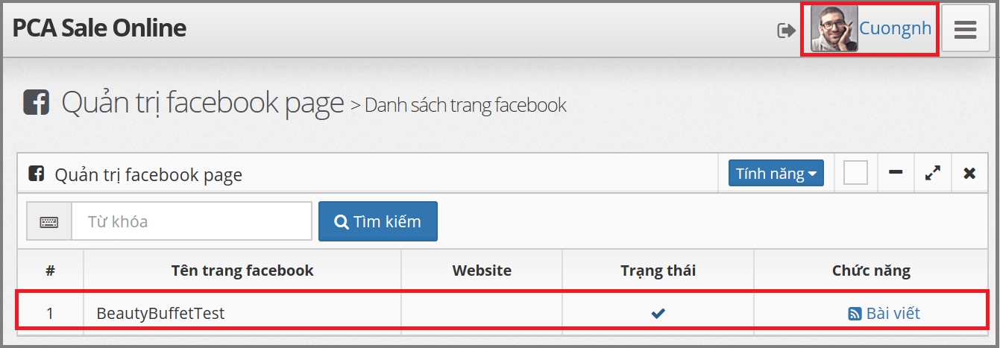 PCA Sale Online
Cuongnh
Quản trị facebook page > Danh sách trang facebook
Quản trị facebook page
Tính năng
Từ khóa
Tìm kiếm
# Tên trang facebook Website Trạng thái Chức năng
1 BeautyBuffetTest Bài viết